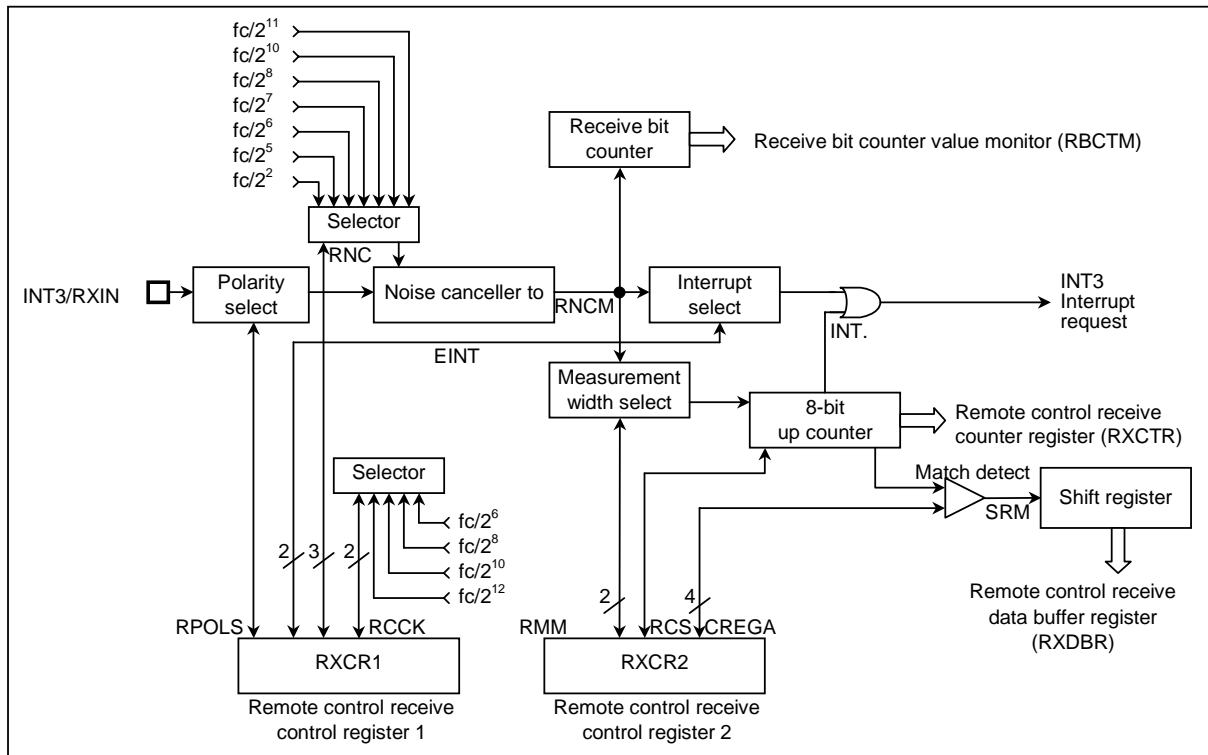 fc/2^11
fc/2^10
fc/2^8
fc/2^7
fc/2^6
fc/2^5
fc/2^2
Selector
RNC
Receive bit
counter
Receive bit counter value monitor (RBCTM)
INT3/RXIN
Polarity
select
Noise canceller to
RNCM
Interrupt
select
INT.
INT3
Interrupt
request
EINT
Measurement
width select
8-bit
up counter
Remote control receive
counter register (RXCTR)
Match detect
SRM
Shift register
Remote control receive
data buffer register
(RXDBR)
Selector
fc/2^6
fc/2^8
fc/2^10
fc/2^12
2
3
2
2
4
RPOLS
RCCK
RXCR1
Remote control receive
control register 1
RMM
RCS
CREGA
RXCR2
Remote control receive
control register 2